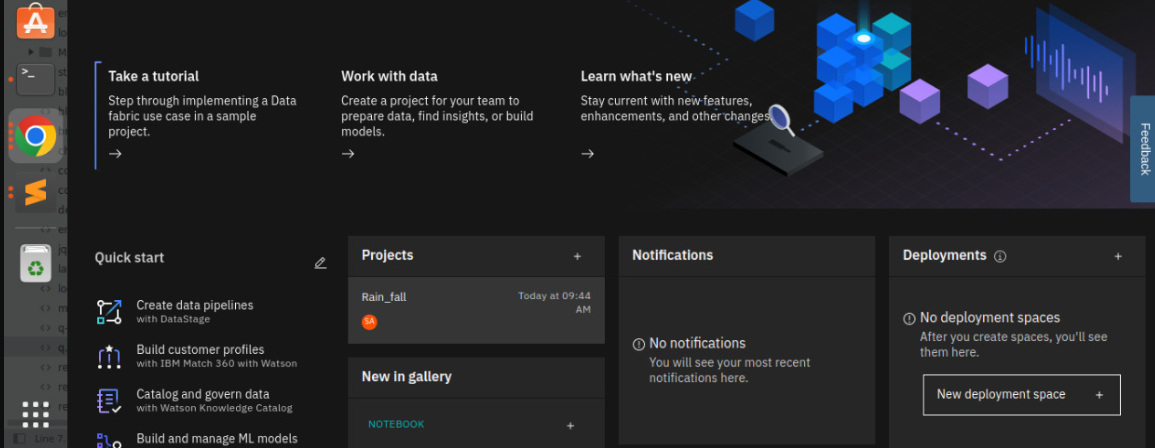 Take a tutorial
Step through implementing a Data
fabric use case in a sample
project.
Work with data
Create a project for your team to
prepare data, find insights, or build
models.
Learn what's new
Stay current with new features,
enhancements, and other changes
Feedback
Quick start
Create data pipelines
with DataStage
Build customer profiles
with IBM Match 360 with Watson
Catalog and govern data
with Watson Knowledge Catalog
Build and manage ML models
Projects
+
Rain_fall
Today at 09:44
AM
SA
New in gallery
NOTEBOOK
+
Notifications
No notifications
You will see your most recent
notifications here.
Deployments
+
No deployment spaces
After you create spaces, you'll see
them here.
New deployment space +
Line 7,